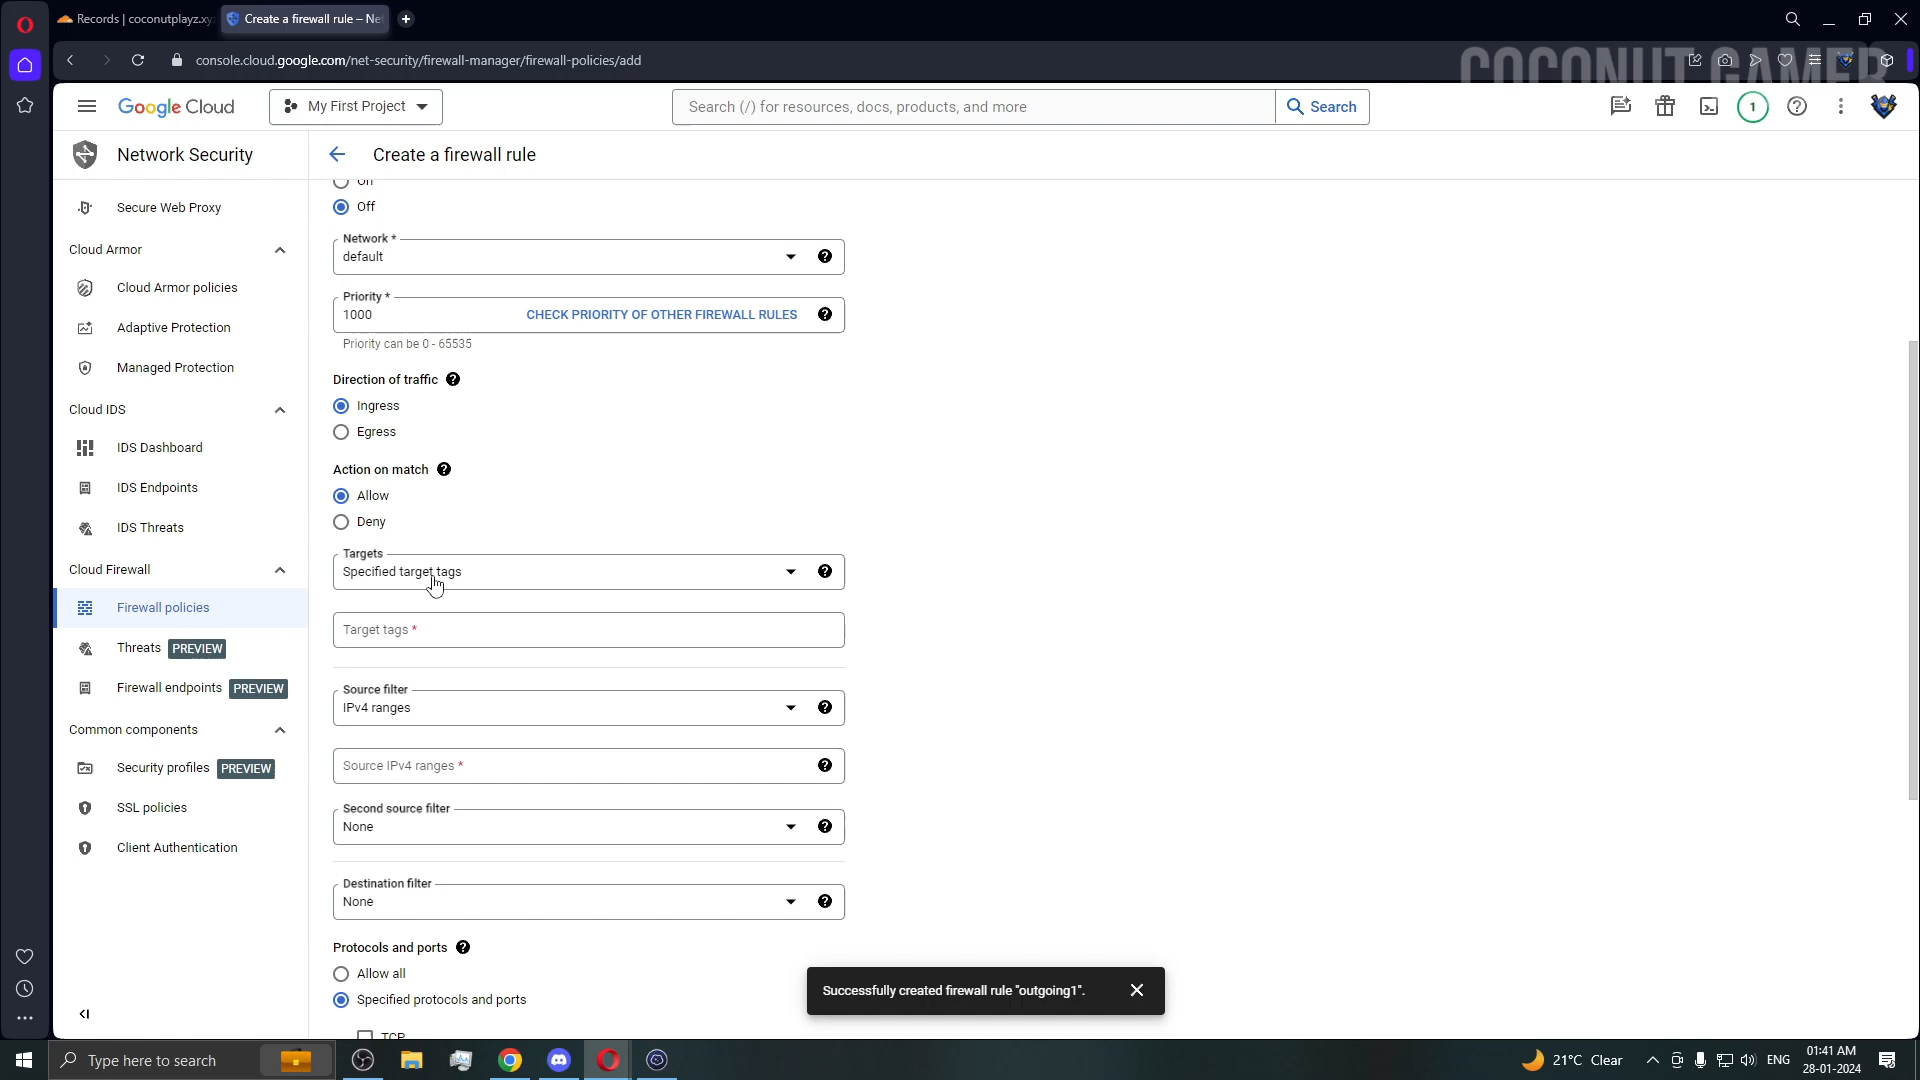 Records | coconutplayz.xy
Create a firewall rule – Ne
console.cloud.google.com/net-security/firewall-manager/firewall-policies/add
COCONUT GAMER
Google Cloud
My First Project
Search (/) for resources, docs, products, and more
Search
1
Network Security
Create a firewall rule
Secure Web Proxy
Cloud Armor
Cloud Armor policies
Adaptive Protection
Managed Protection
Cloud IDS
IDS Dashboard
IDS Endpoints
IDS Threats
Cloud Firewall
Firewall policies
Threats PREVIEW
Firewall endpoints PREVIEW
Common components
Security profiles PREVIEW
SSL policies
Client Authentication
On
Off
Network *
default
Priority *
1000 CHECK PRIORITY OF OTHER FIREWALL RULES
Priority can be 0 - 65535
Direction of traffic
Ingress
Egress
Action on match
Allow
Deny
Targets
Specified target tags
Target tags *
Source filter
IPv4 ranges
Source IPv4 ranges *
Second source filter
None
Destination filter
None
Protocols and ports
Allow all
Specified protocols and ports
TCP
Successfully created firewall rule "outgoing1".
Type here to search
21°C Clear
ENG
01:41 AM
28-01-2024